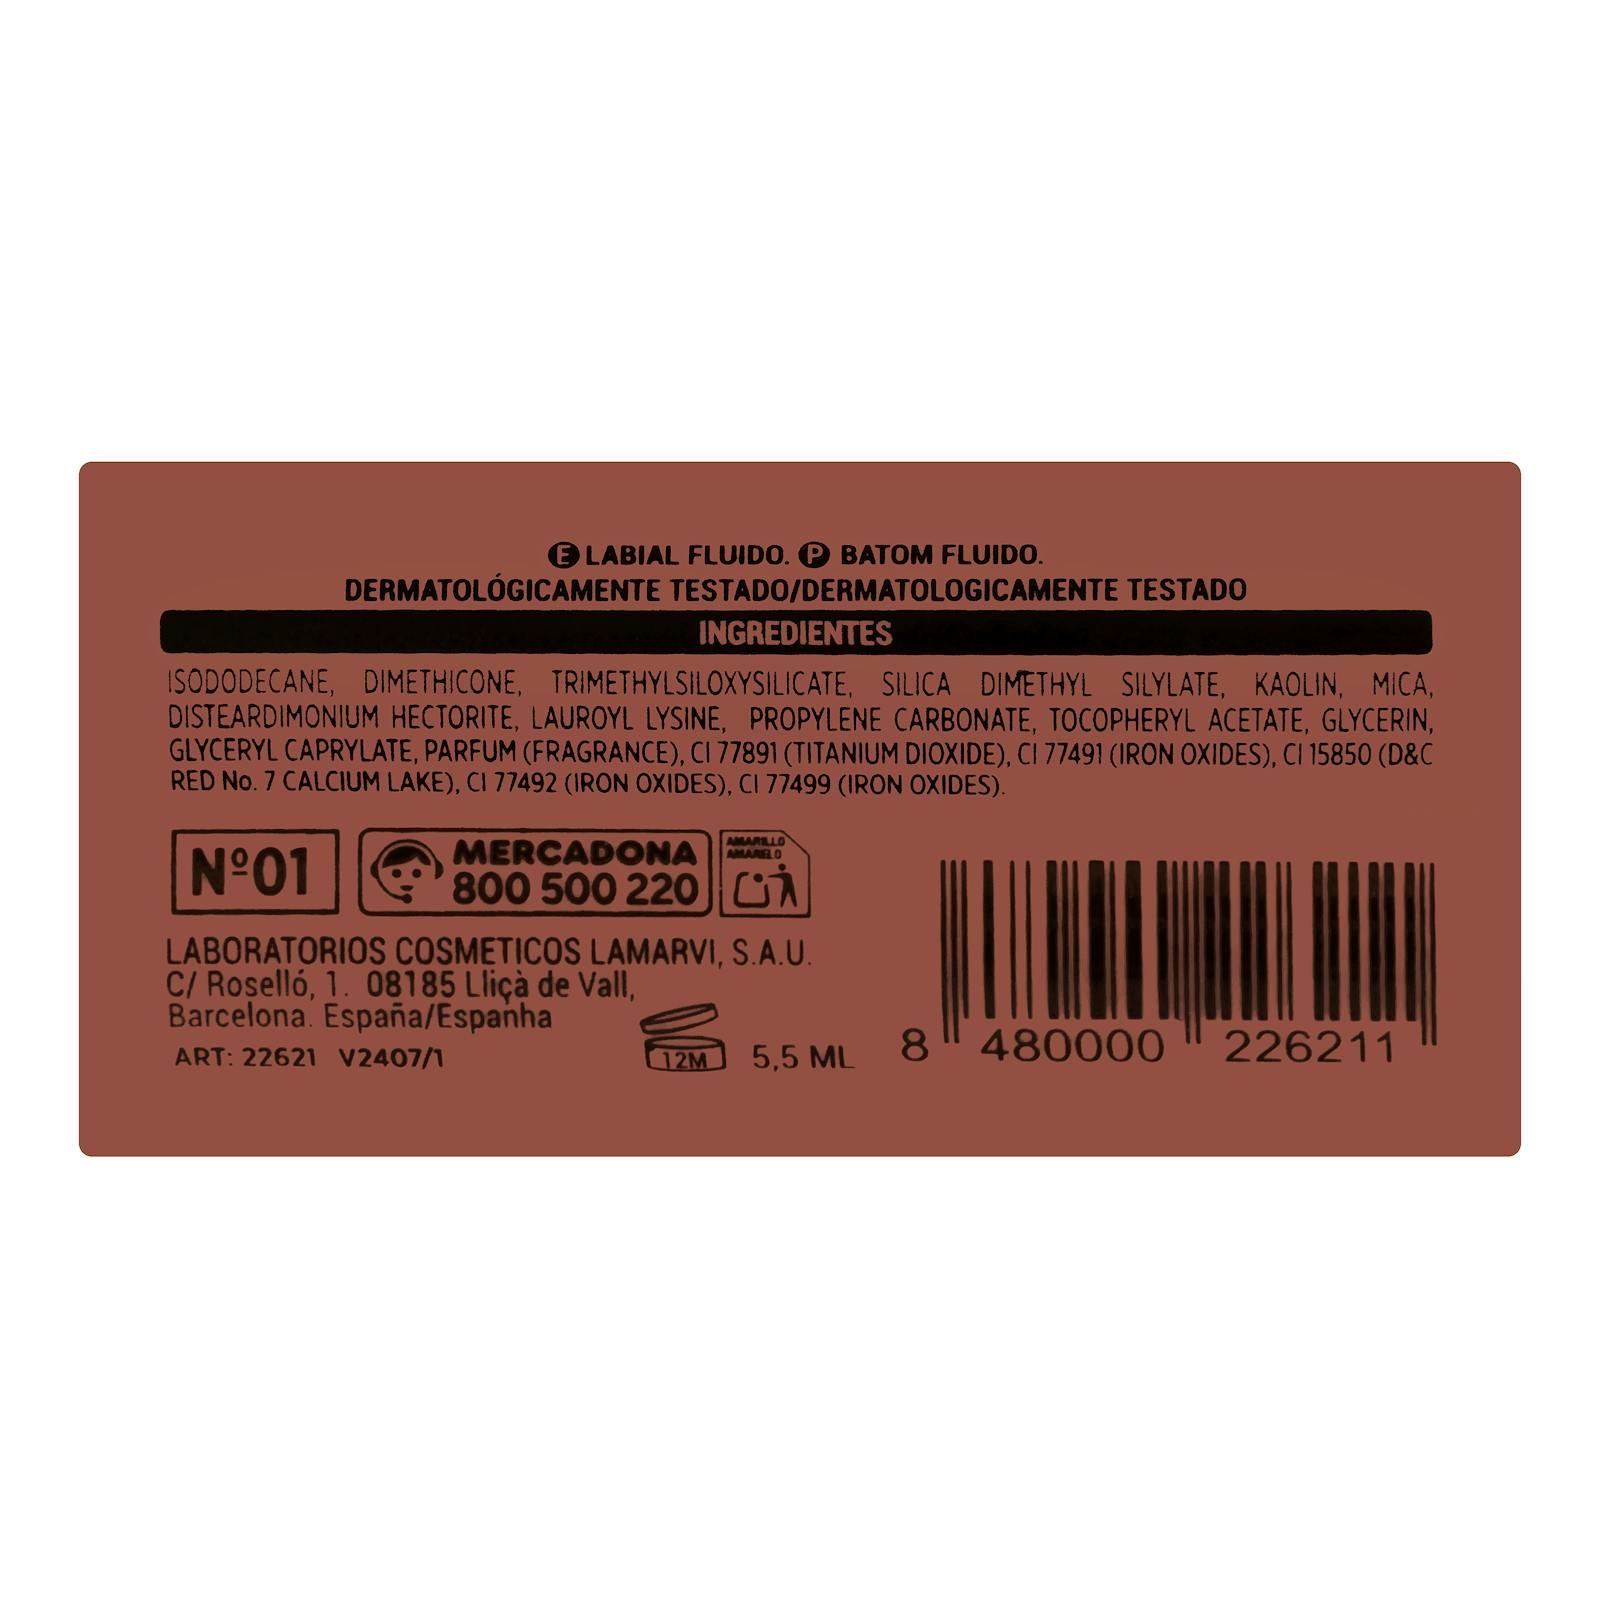 E LABIAL FLUIDO. P BATOM FLUIDO.
DERMATOLÓGICAMENTE TESTADO/DERMATOLOGICAMENTE TESTADO
INGREDIENTES
ISODODECANE, DIMETHICONE, TRIMETHYLSILOXYSILICATE, SILICA DIMETHYL SILYLATE, KAOLIN, MICA,
DISTEARDIMONIUM HECTORITE, LAUROYL LYSINE, PROPYLENE CARBONATE, TOCOPHERYL ACETATE, GLYCERIN,
GLYCERYL CAPRYLATE, PARFUM (FRAGRANCE), CI 77891 (TITANIUM DIOXIDE), CI 77491 (IRON OXIDES), CI 15850 (D&C
RED No. 7 CALCIUM LAKE), CI 77492 (IRON OXIDES), CI 77499 (IRON OXIDES).
Nº01
MERCADONA
800 500 220
AMARILLO
AMARELO
LABORATORIOS COSMETICOS LAMARVI, S.A.U.
C/ Roselló, 1. 08185 Lliçà de Vall,
Barcelona. España/Espanha
ART: 22621 V2407/1
12M
5,5 ML
8 480000 226211